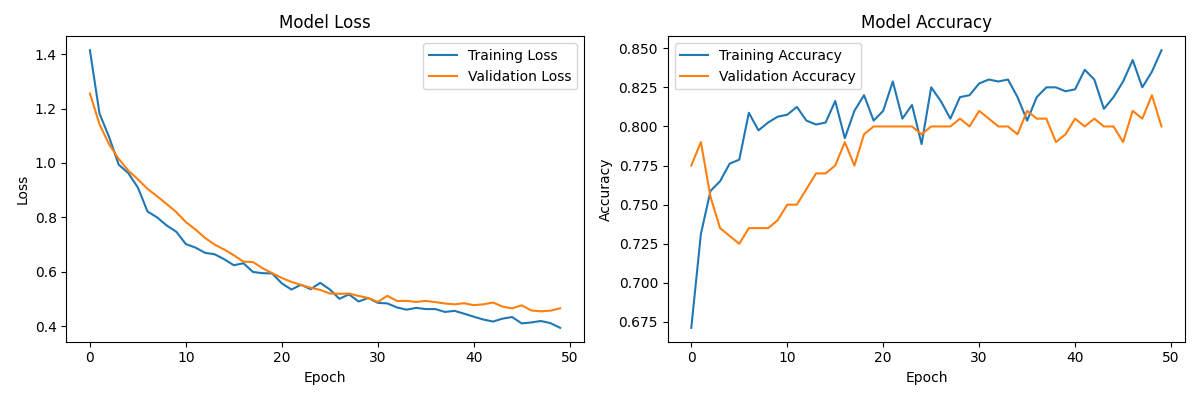 Model Loss
Training Loss
Validation Loss
1.4
1.2
1.0
0.8
0.6
0.4
Loss
0
10
20
30
40
50
Epoch
Model Accuracy
Training Accuracy
Validation Accuracy
0.850
0.825
0.800
0.775
0.750
0.725
0.700
0.675
Accuracy
0
10
20
30
40
50
Epoch